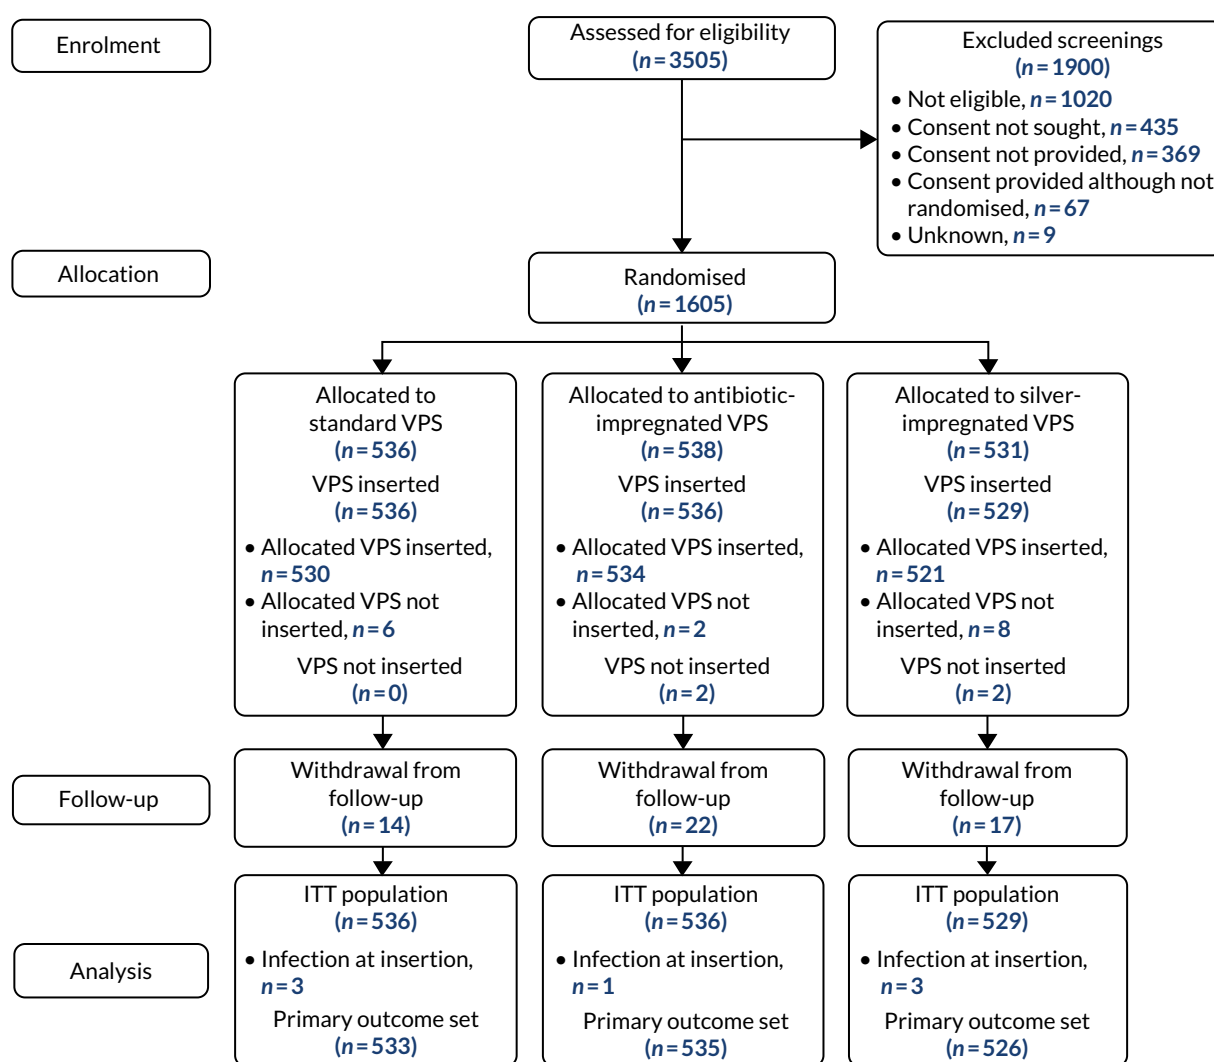 Enrolment
Assessed for eligibility
(n=3505)
Excluded screenings
(n=1900)
• Not eligible, n=1020
• Consent not sought, n=435
• Consent not provided, n=369
• Consent provided although not
randomised, n=67
• Unknown, n=9
Allocation
Randomised
(n=1605)
Allocated to
standard VPS
(n=536)
VPS inserted
(n=536)
• Allocated VPS inserted,
n=530
• Allocated VPS not
inserted, n=6
VPS not inserted
(n=0)
Allocated to antibiotic-
impregnated VPS
(n=538)
VPS inserted
(n=536)
• Allocated VPS inserted,
n=534
• Allocated VPS not
inserted, n=2
VPS not inserted
(n=2)
Allocated to silver-
impregnated VPS
(n=531)
VPS inserted
(n=529)
• Allocated VPS inserted,
n=521
• Allocated VPS not
inserted, n=8
VPS not inserted
(n=2)
Follow-up
Withdrawal from
follow-up
(n=14)
Withdrawal from
follow-up
(n=22)
Withdrawal from
follow-up
(n=17)
Analysis
ITT population
(n=536)
• Infection at insertion,
n=3
Primary outcome set
(n=533)
ITT population
(n=536)
• Infection at insertion,
n=1
Primary outcome set
(n=535)
ITT population
(n=529)
• Infection at insertion,
n=3
Primary outcome set
(n=526)